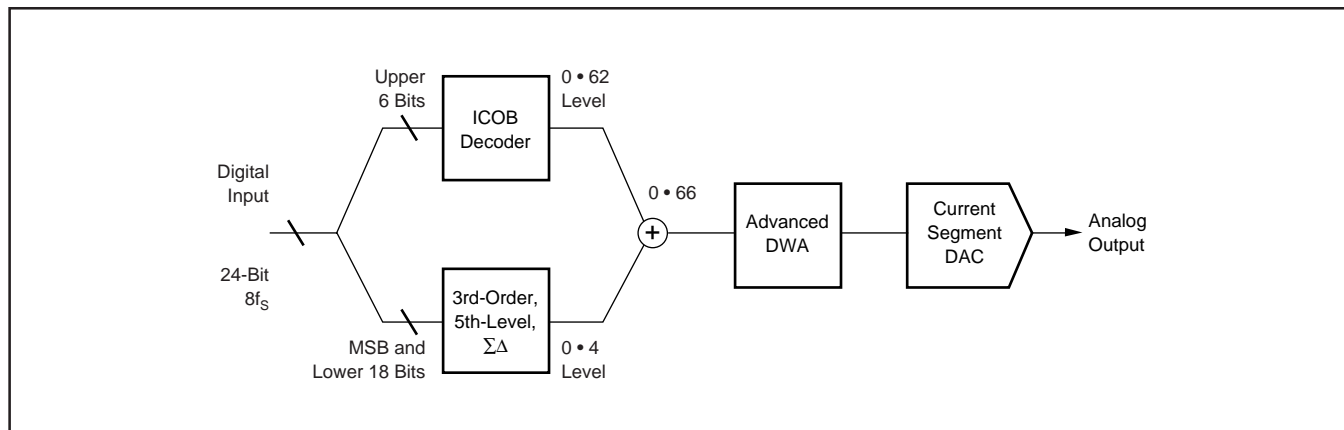 Digital
Input
24-Bit
8fS
Upper
6 Bits
ICOB
Decoder
0 • 62
Level
MSB and
Lower 18 Bits
3rd-Order,
5th-Level,
ΣΔ
0 • 4
Level
0 • 66
+
Advanced
DWA
Current
Segment
DAC
Analog
Output